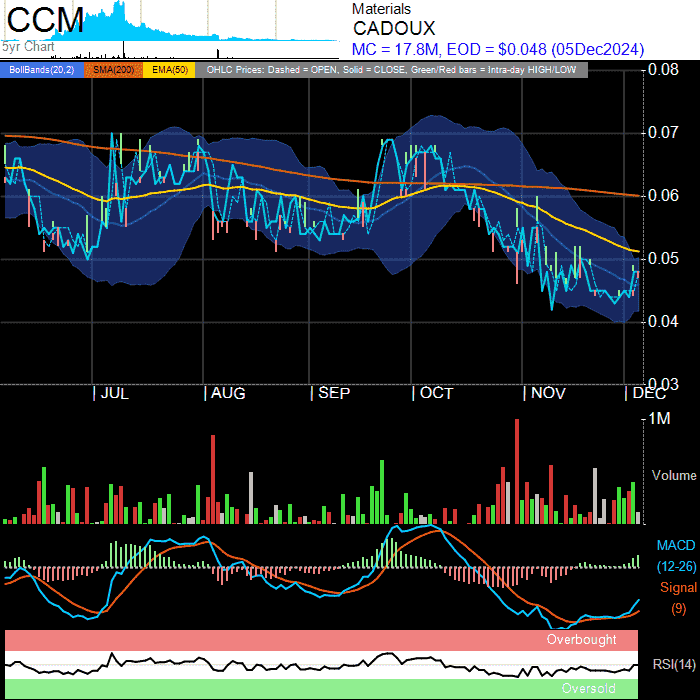 CCM
5yr Chart
Materials
CADOUX
MC = 17.8M, EOD = $0.048 (05Dec2024)
BollBands(20,2) SMA(200) EMA(50) OHLC Prices: Dashed = OPEN, Solid = CLOSE, Green/Red bars = Intra-day HIGH/LOW
0.08
0.07
0.06
0.05
0.04
0.03
JUL AUG SEP OCT NOV DEC
1M
Volume
MACD
(12-26)
Signal
(9)
Overbought
RSI(14)
Oversold